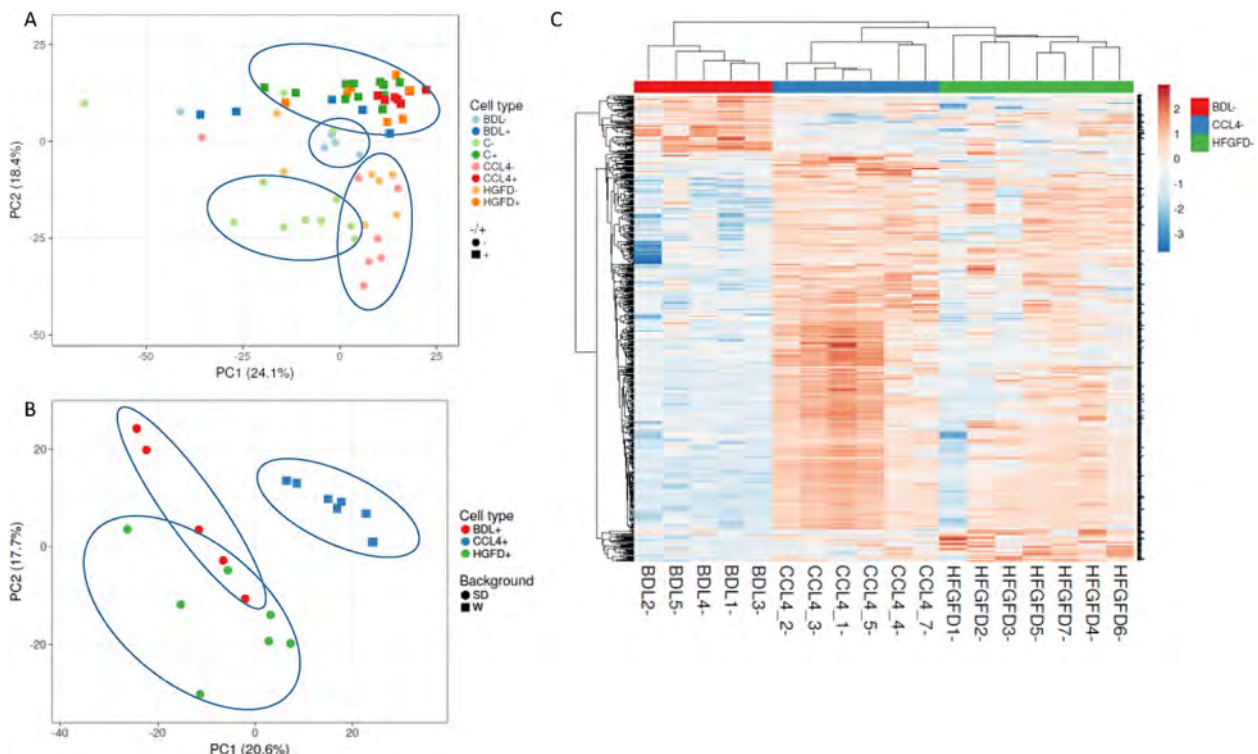 A
25
0
-25
-50
PC2 (18.4%)
-50
-25
0
25
PC1 (24.1%)
Cell type
BDL-
BDL+
C-
C+
CCL4-
CCL4+
HGFD-
HGFD+
-/+
-
+
B
20
0
-20
PC2 (17.7%)
-40
-20
0
20
PC1 (20.6%)
Cell type
BDL+
CCL4+
HGFD+
Background
SD
W
C
2
1
0
-1
-2
-3
BDL-
CCL4-
HFGFD-
BDL2-
BDL5-
BDL4-
BDL1-
BDL3-
CCL4_2-
CCL4_3-
CCL4_1-
CCL4_5-
CCL4_4-
CCL4_7-
HFGFD1-
HFGFD2-
HFGFD3-
HFGFD5-
HFGFD7-
HFGFD4-
HFGFD6-